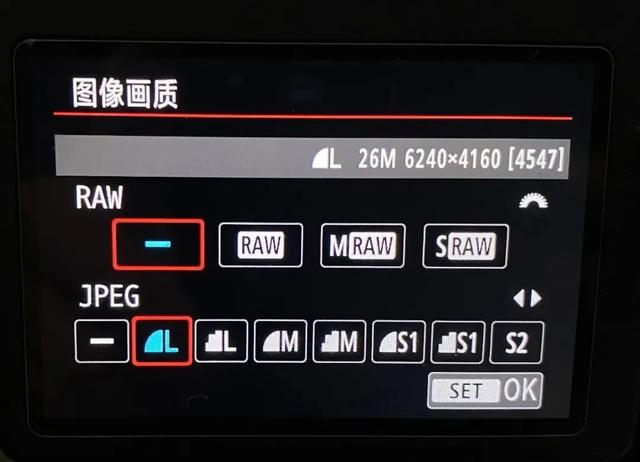 图像画质
L 26M 6240×4160 [4547]
RAW
— RAW MRAW SRAW
JPEG
— L L M M S1 S1 S2
SET OK